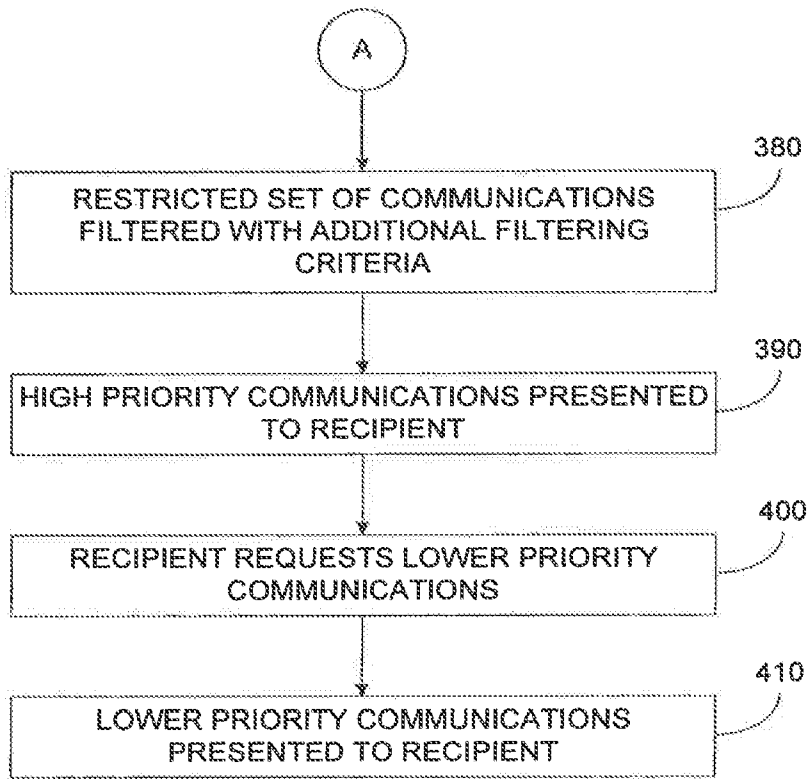 A
380
RESTRICTED SET OF COMMUNICATIONS
FILTERED WITH ADDITIONAL FILTERING
CRITERIA
390
HIGH PRIORITY COMMUNICATIONS PRESENTED
TO RECIPIENT
400
RECIPIENT REQUESTS LOWER PRIORITY
COMMUNICATIONS
410
LOWER PRIORITY COMMUNICATIONS
PRESENTED TO RECIPIENT